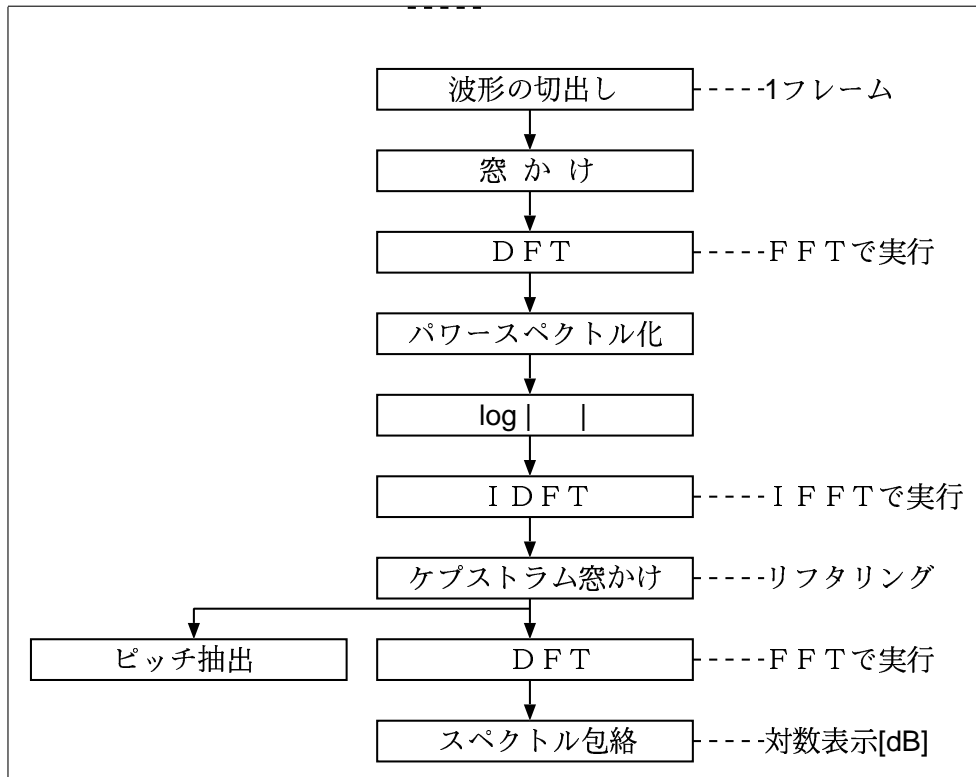 波形の切出し 1フレーム
窓 か け
ＤＦＴ ＦＦＴで実行
パワースペクトル化
log | |
ＩＤＦＴ ＩＦＦＴで実行
ケプストラム窓かけ リフタリング
ピッチ抽出 ＤＦＴ ＦＦＴで実行
スペクトル包絡 対数表示[dB]